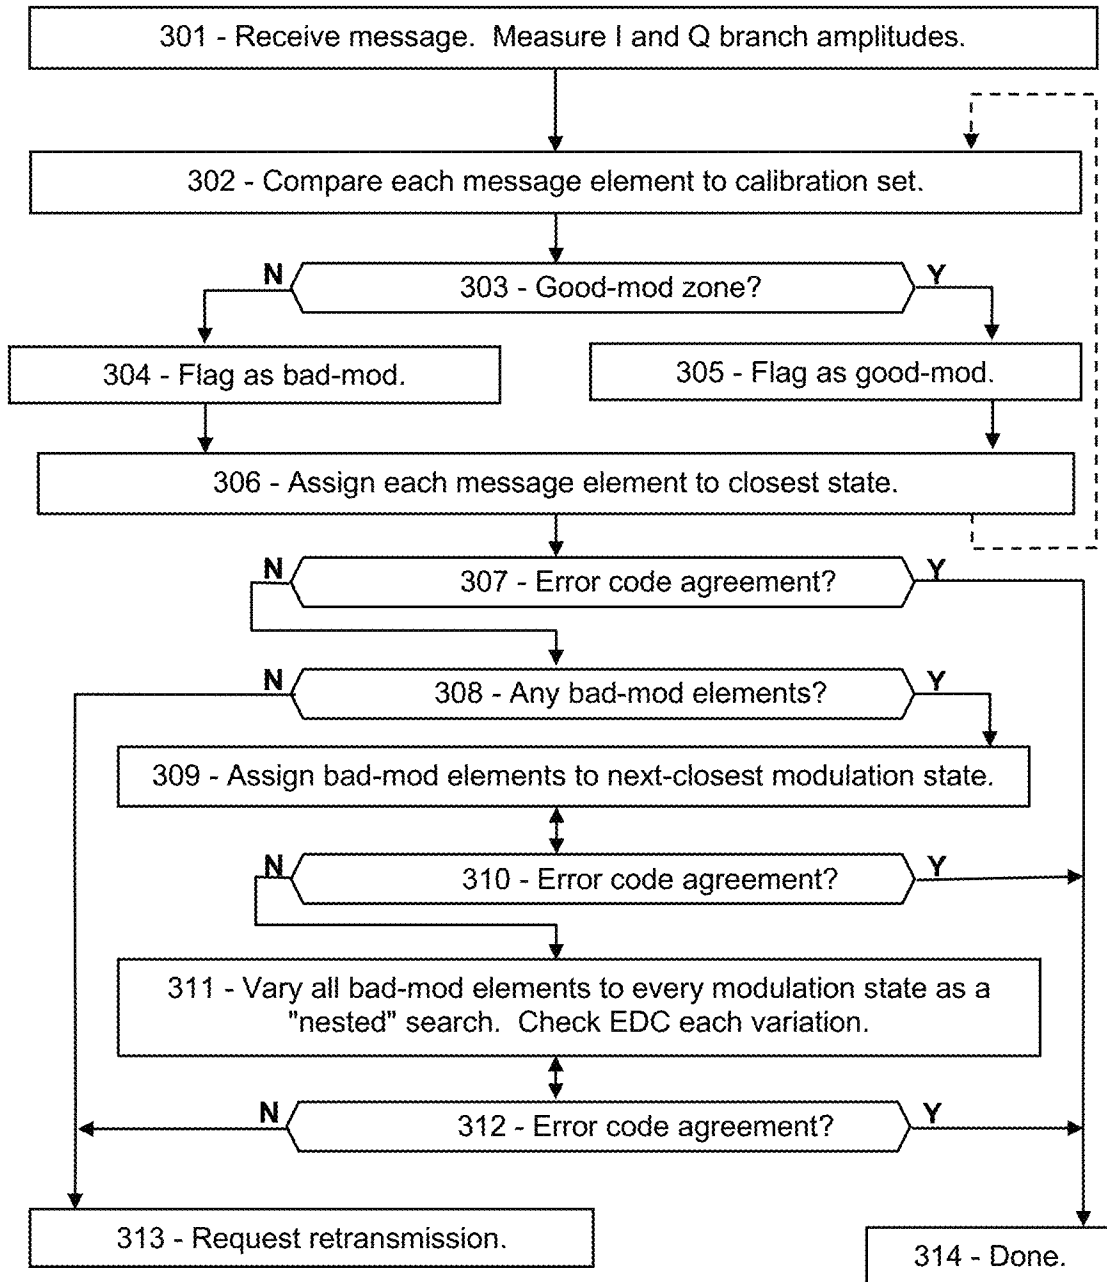 301 - Receive message. Measure I and Q branch amplitudes.
302 - Compare each message element to calibration set.
N
303 - Good-mod zone?
Y
304 - Flag as bad-mod.
305 - Flag as good-mod.
306 - Assign each message element to closest state.
N
307 - Error code agreement?
Y
N
308 - Any bad-mod elements?
Y
309 - Assign bad-mod elements to next-closest modulation state.
N
310 - Error code agreement?
Y
311 - Vary all bad-mod elements to every modulation state as a
"nested" search. Check EDC each variation.
N
312 - Error code agreement?
Y
313 - Request retransmission.
314 - Done.